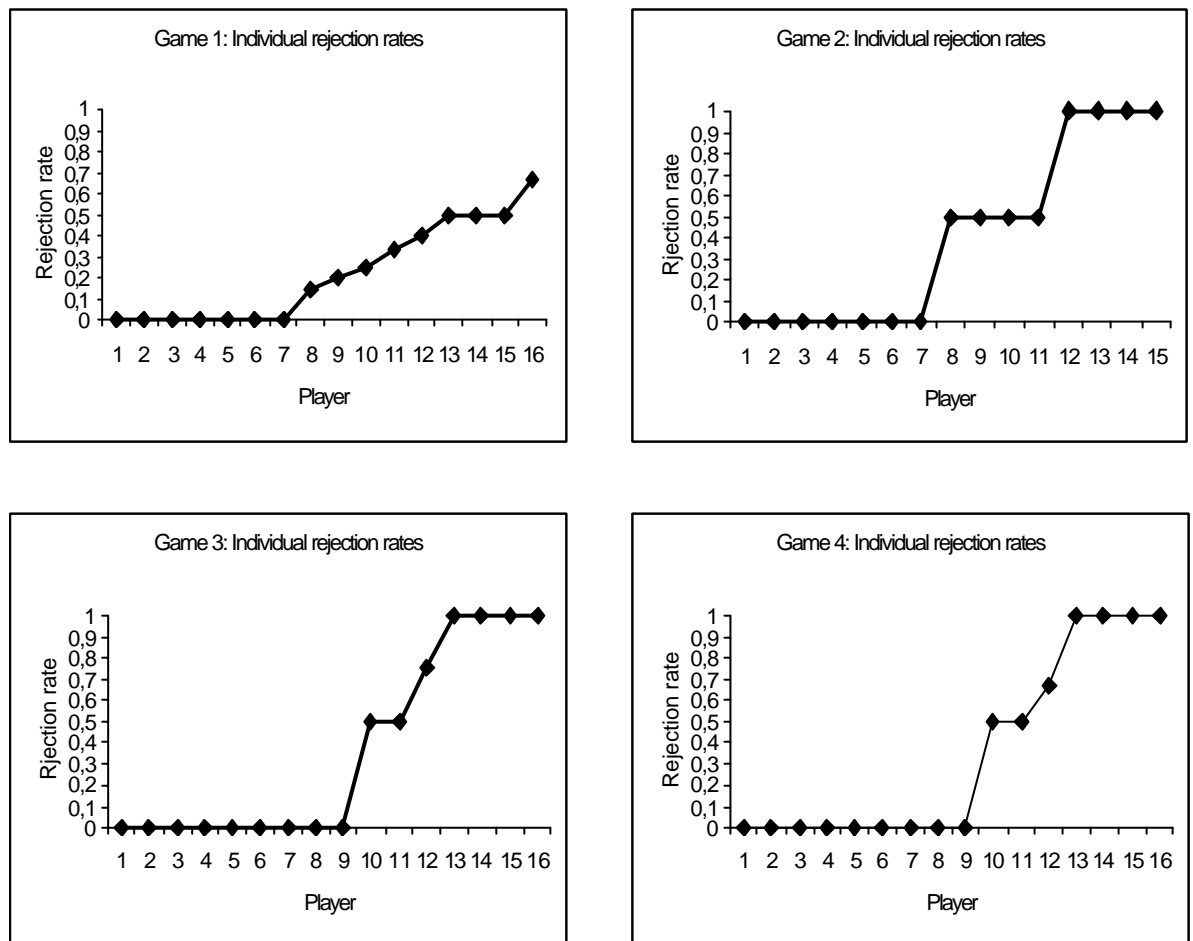 Game 1: Individual rejection rates
Rejection rate
1
0,9
0,8
0,7
0,6
0,5
0,4
0,3
0,2
0,1
0
1 2 3 4 5 6 7 8 9 10 11 12 13 14 15 16
Player
Game 2: Individual rejection rates
Rjection rate
1
0,9
0,8
0,7
0,6
0,5
0,4
0,3
0,2
0,1
0
1 2 3 4 5 6 7 8 9 10 11 12 13 14 15
Player
Game 3: Individual rejection rates
Rjection rate
1
0,9
0,8
0,7
0,6
0,5
0,4
0,3
0,2
0,1
0
1 2 3 4 5 6 7 8 9 10 11 12 13 14 15 16
Player
Game 4: Individual rejection rates
Rejection rate
1
0,9
0,8
0,7
0,6
0,5
0,4
0,3
0,2
0,1
0
1 2 3 4 5 6 7 8 9 10 11 12 13 14 15 16
Player